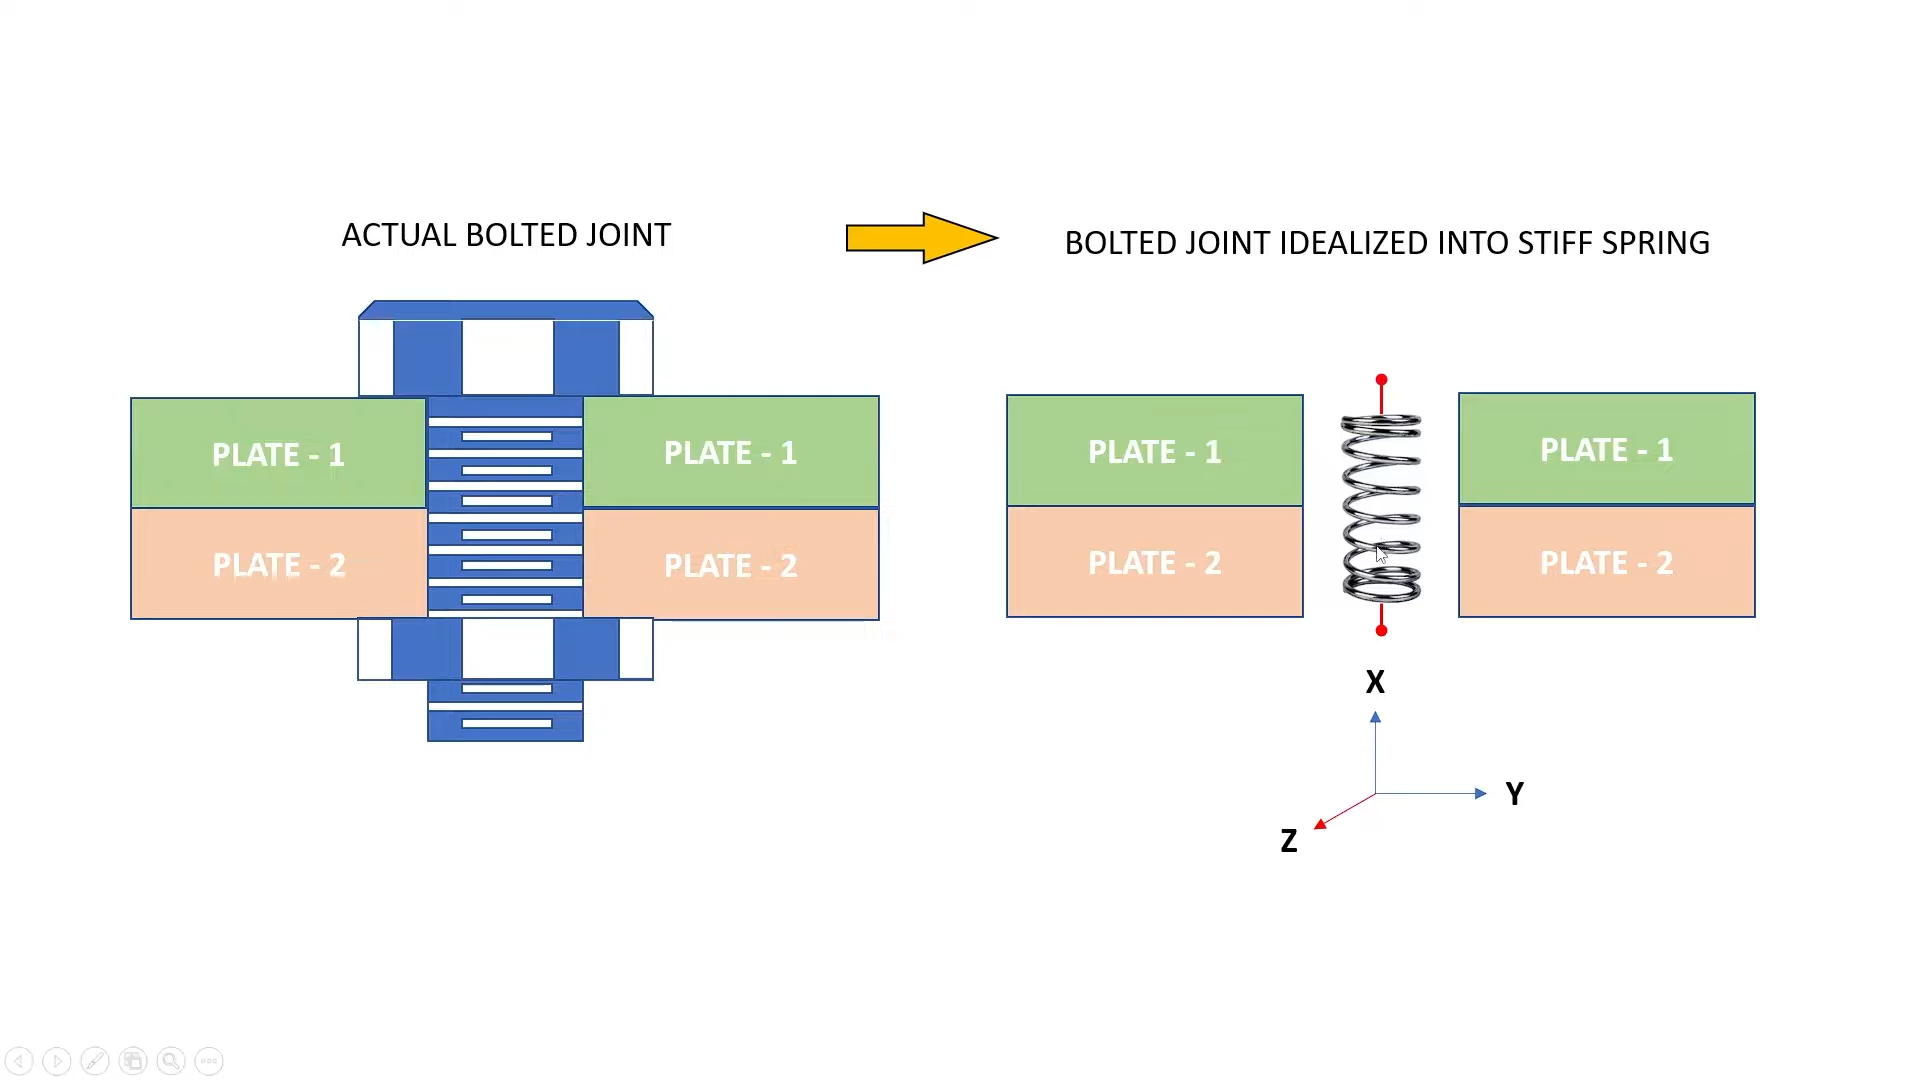 ACTUAL BOLTED JOINT
BOLTED JOINT IDEALIZED INTO STIFF SPRING
PLATE - 1
PLATE - 1
PLATE - 2
PLATE - 2
PLATE - 1
PLATE - 1
PLATE - 2
PLATE - 2
X
Y
Z